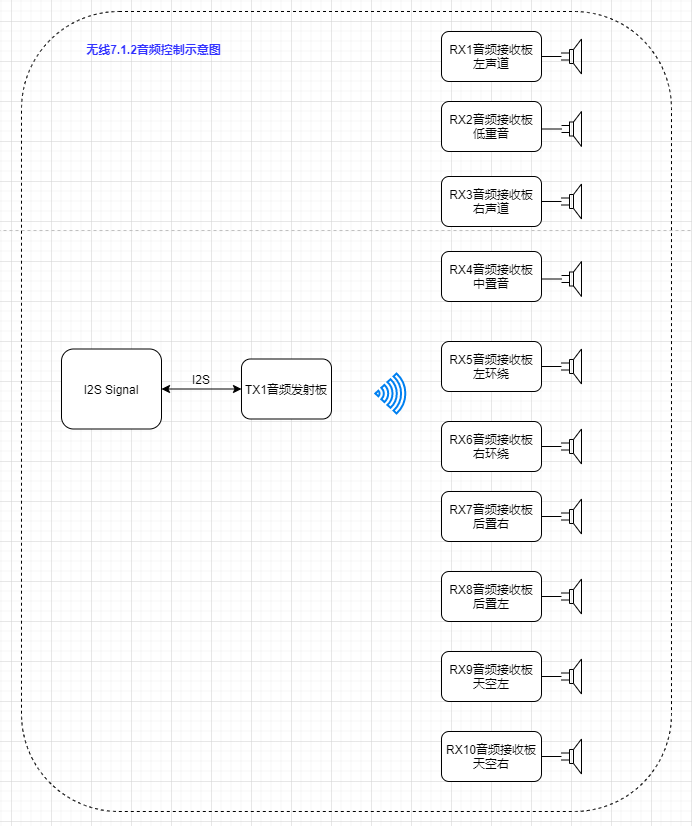 无线7.1.2音频控制示意图
RX1音频接收板
左声道
RX2音频接收板
低重音
RX3音频接收板
右声道
RX4音频接收板
中置音
I2S Signal
I2S
TX1音频发射板
RX5音频接收板
左环绕
RX6音频接收板
右环绕
RX7音频接收板
后置右
RX8音频接收板
后置左
RX9音频接收板
天空左
RX10音频接收板
天空右